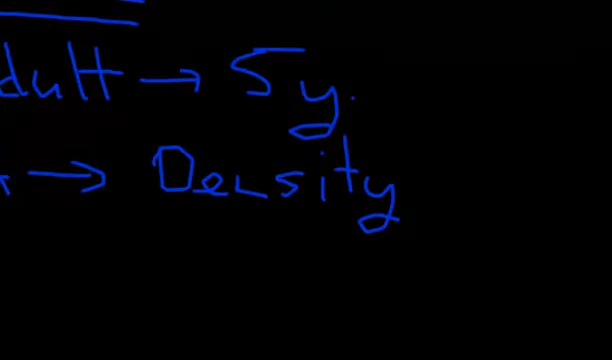 dult → 5y.
→ Density